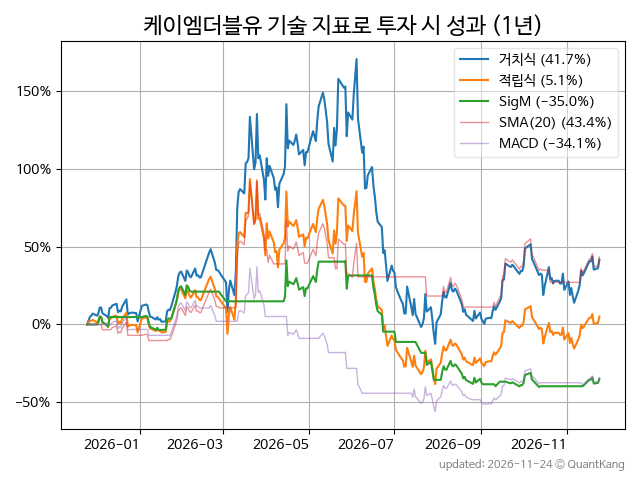 케이엠더블유 기술 지표로 투자 시 성과 (1년)
거치식 (41.7%)
적립식 (5.1%)
SigM (−35.0%)
SMA(20) (43.4%)
MACD (−34.1%)
150%
100%
50%
0%
−50%
2026-01 2026-03 2026-05 2026-07 2026-09 2026-11
updated: 2026-11-24 © QuantKang